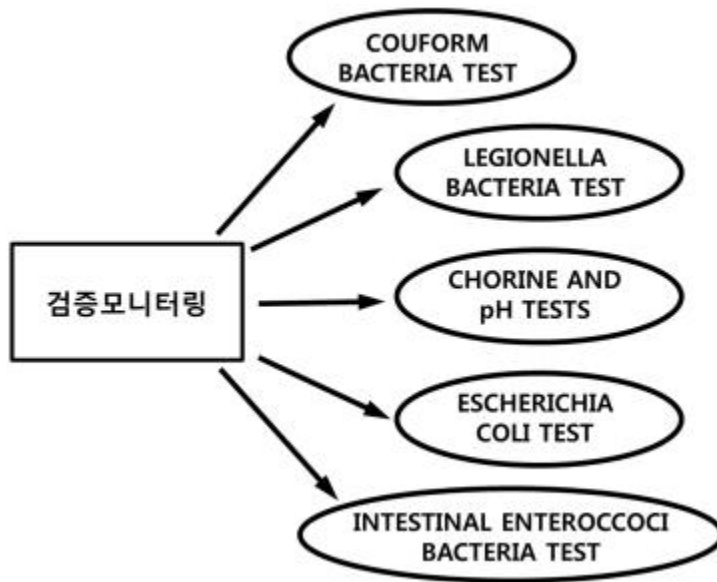 COUFORM
BACTERIA TEST
LEGIONELLA
BACTERIA TEST
검증모니터링
CHORINE AND
pH TESTS
ESCHERICHIA
COLI TEST
INTESTINAL ENTEROCCOCI
BACTERIA TEST